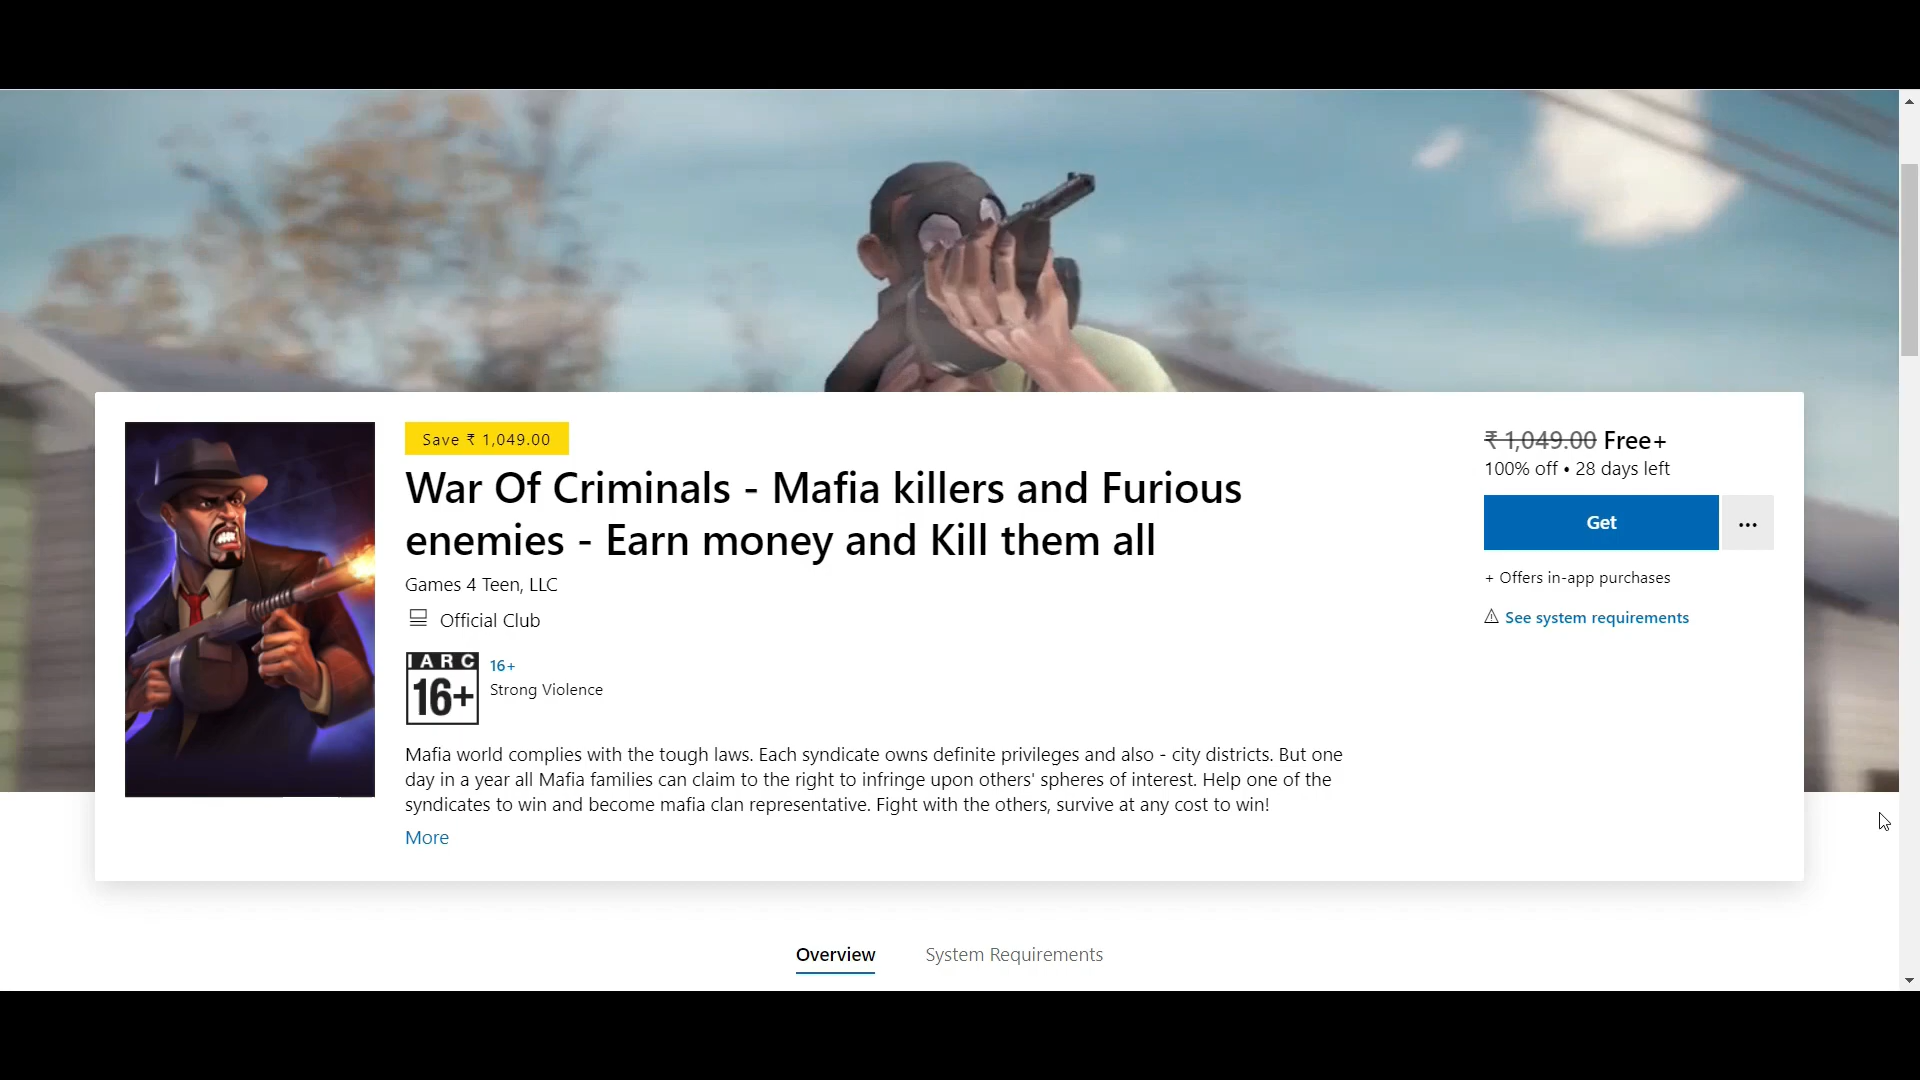 Save ₹ 1,049.00
War Of Criminals - Mafia killers and Furious
enemies - Earn money and Kill them all
Games 4 Teen, LLC
Official Club
IARC
16+
16+
Strong Violence
Mafia world complies with the tough laws. Each syndicate owns definite privileges and also - city districts. But one
day in a year all Mafia families can claim to the right to infringe upon others' spheres of interest. Help one of the
syndicates to win and become mafia clan representative. Fight with the others, survive at any cost to win!
More
₹ 1,049.00 Free+
100% off • 28 days left
Get
...
+ Offers in-app purchases
See system requirements
Overview
System Requirements